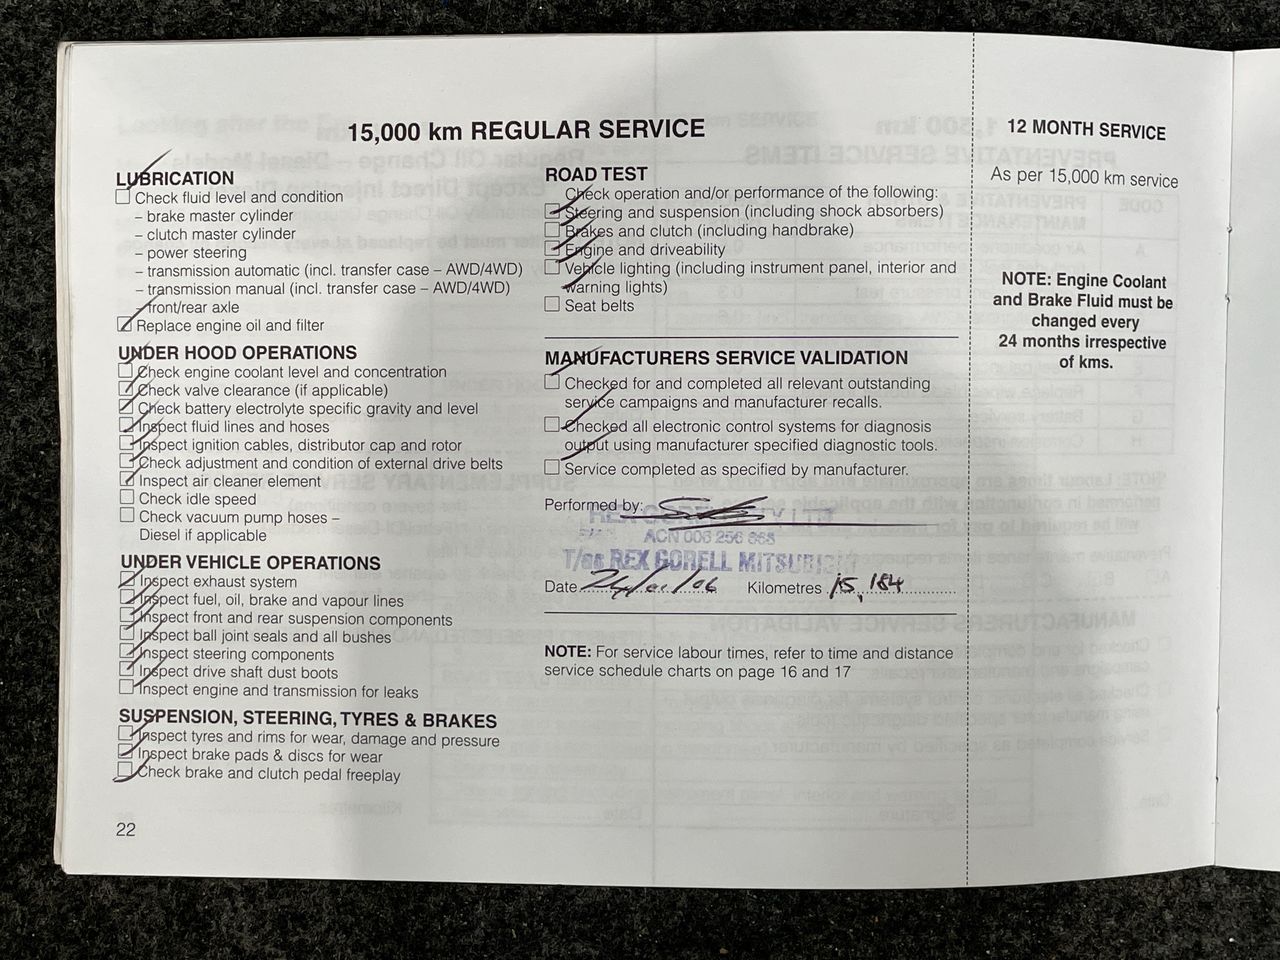 15,000 km REGULAR SERVICE
LUBRICATION
Check fluid level and condition
– brake master cylinder
– clutch master cylinder
– power steering
– transmission automatic (incl. transfer case – AWD/4WD)
– transmission manual (incl. transfer case – AWD/4WD)
– front/rear axle
Replace engine oil and filter
UNDER HOOD OPERATIONS
Check engine coolant level and concentration
Check valve clearance (if applicable)
Check battery electrolyte specific gravity and level
Inspect fluid lines and hoses
Inspect ignition cables, distributor cap and rotor
Check adjustment and condition of external drive belts
Inspect air cleaner element
Check idle speed
Check vacuum pump hoses –
Diesel if applicable
UNDER VEHICLE OPERATIONS
Inspect exhaust system
Inspect fuel, oil, brake and vapour lines
Inspect front and rear suspension components
Inspect ball joint seals and all bushes
Inspect steering components
Inspect drive shaft dust boots
Inspect engine and transmission for leaks
SUSPENSION, STEERING, TYRES & BRAKES
Inspect tyres and rims for wear, damage and pressure
Inspect brake pads & discs for wear
Check brake and clutch pedal freeplay
22
ROAD TEST
Check operation and/or performance of the following:
Steering and suspension (including shock absorbers)
Brakes and clutch (including handbrake)
Engine and driveability
Vehicle lighting (including instrument panel, interior and
warning lights)
Seat belts
MANUFACTURERS SERVICE VALIDATION
Checked for and completed all relevant outstanding
service campaigns and manufacturer recalls.
Checked all electronic control systems for diagnosis
output using manufacturer specified diagnostic tools.
Service completed as specified by manufacturer.
Performed by:
REX GORELL PTY LTD
ACN 006 256 868
T/as REX GORELL MITSUBISHI
Date 24/01/06 Kilometres 15,184
NOTE: For service labour times, refer to time and distance
service schedule charts on page 16 and 17
12 MONTH SERVICE
As per 15,000 km service
NOTE: Engine Coolant
and Brake Fluid must be
changed every
24 months irrespective
of kms.